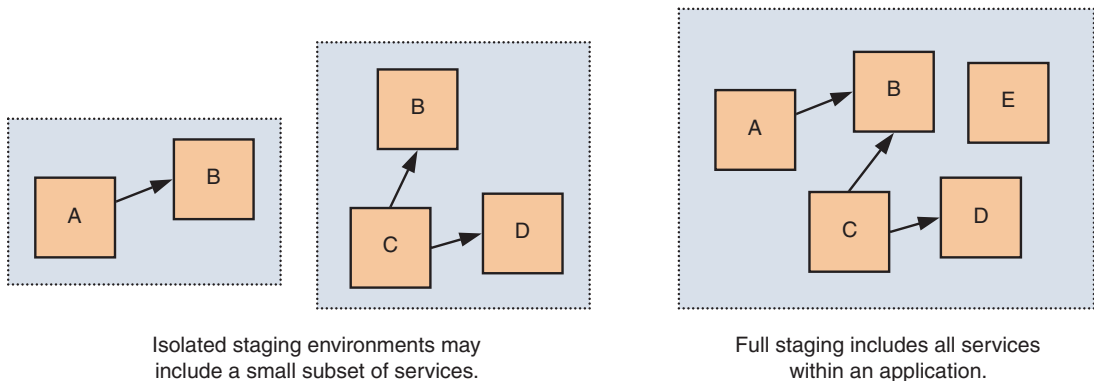 A
B
B
C
D
A
B
E
C
D
Isolated staging environments may
include a small subset of services.
Full staging includes all services
within an application.